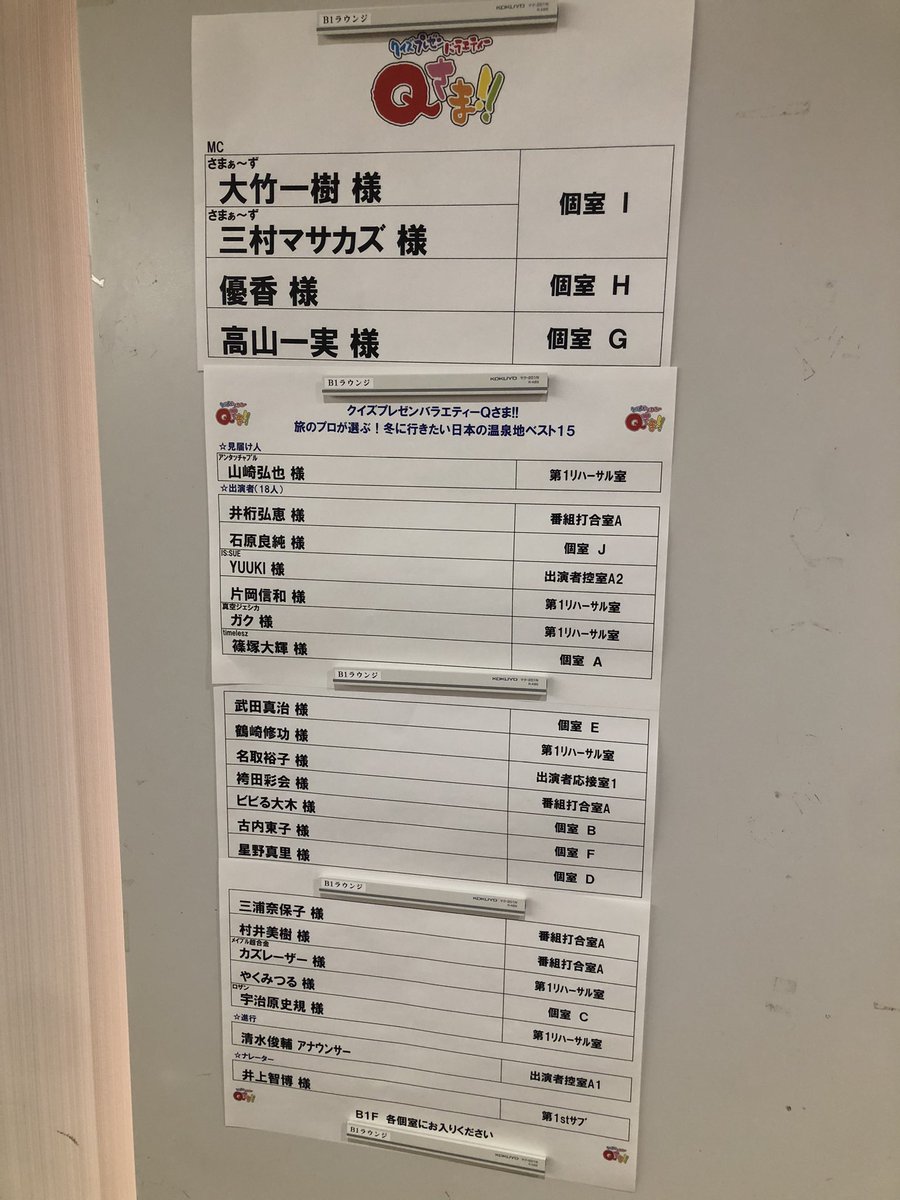 B1ラウンジ
KOKUYO
クイズプレゼンバラエティー
Qさま!!
MC
さまぁ～ず
大竹一樹 様
個室 I
さまぁ～ず
三村マサカズ 様
優香 様
個室 H
高山一実 様
個室 G
B1ラウンジ
KOKUYO
クイズプレゼンバラエティーQさま!!
旅のプロが選ぶ！冬に行きたい日本の温泉地ベスト15
Qさま!!
Qさま!!
☆見届け人
アンタッチャブル
山崎弘也 様
第1リハーサル室
☆出演者(18人)
井桁弘恵 様
番組打合室A
石原良純 様
個室 J
IS:SUE
YUUKI 様
出演者控室A2
片岡信和 様
第1リハーサル室
真空ジェシカ
ガク 様
第1リハーサル室
timelesz
篠塚大輝 様
個室 A
B1ラウンジ
KOKUYO
武田真治 様
個室 E
鶴崎修功 様
第1リハーサル室
名取裕子 様
出演者応接室1
袴田彩会 様
番組打合室A
ビビる大木 様
個室 B
古内東子 様
個室 F
星野真里 様
個室 D
B1ラウンジ
KOKUYO
三浦奈保子 様
番組打合室A
村井美樹 様
番組打合室A
メイプル超合金
カズレーザー 様
第1リハーサル室
やくみつる 様
個室 C
ロザン
宇治原史規 様
第1リハーサル室
☆進行
清水俊輔 アナウンサー
出演者控室A1
☆ナレーター
井上智博 様
第1stサブ
B1F 各個室にお入りください
Qさま!!
Qさま!!
B1ラウンジ
KOKUYO